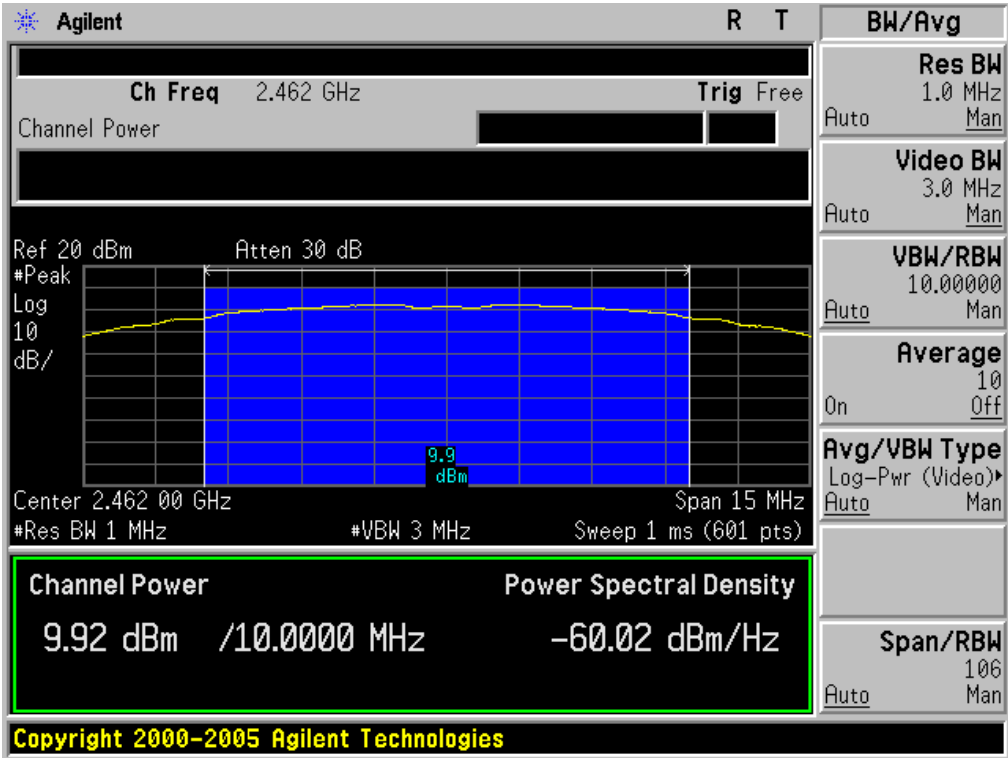 Agilent R T
Ch Freq 2.462 GHz Trig Free
Channel Power
Ref 20 dBm Atten 30 dB
#Peak
Log
10
dB/
9.9
dBm
Center 2.462 00 GHz Span 15 MHz
#Res BW 1 MHz #VBW 3 MHz Sweep 1 ms (601 pts)
Channel Power Power Spectral Density
9.92 dBm /10.0000 MHz -60.02 dBm/Hz
Copyright 2000-2005 Agilent Technologies
BW/Avg
Res BW
1.0 MHz
Auto Man
Video BW
3.0 MHz
Auto Man
VBW/RBW
10.00000
Auto Man
Average
10
On Off
Avg/VBW Type
Log-Pwr (Video)▸
Auto Man
Span/RBW
106
Auto Man